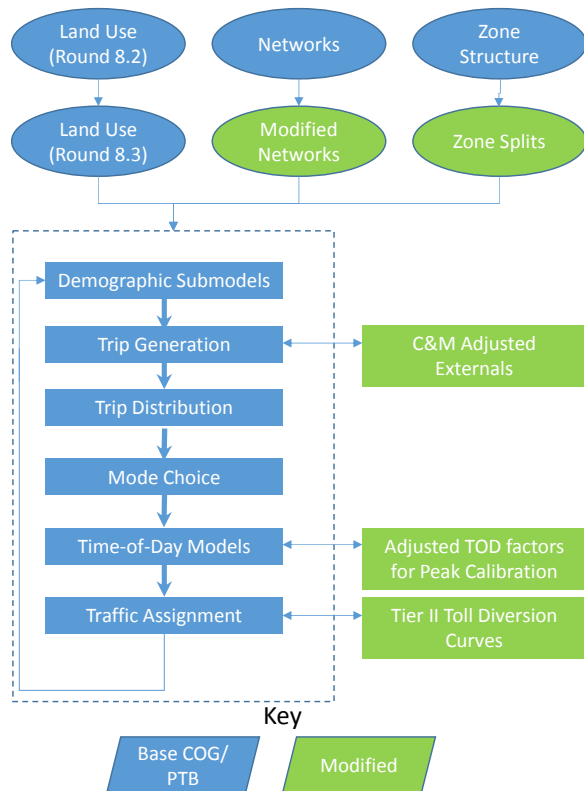 Land Use
(Round 8.2)
Networks
Zone
Structure
Land Use
(Round 8.3)
Modified
Networks
Zone Splits
Demographic Submodels
Trip Generation
C&M Adjusted
Externals
Trip Distribution
Mode Choice
Time-of-Day Models
Adjusted TOD factors
for Peak Calibration
Traffic Assignment
Tier II Toll Diversion
Curves
Key
Base COG/
PTB
Modified